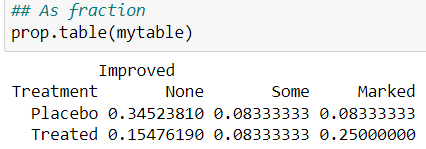 ## As fraction
prop.table(mytable)
Improved
Treatment None Some Marked
Placebo 0.34523810 0.08333333 0.08333333
Treated 0.15476190 0.08333333 0.25000000